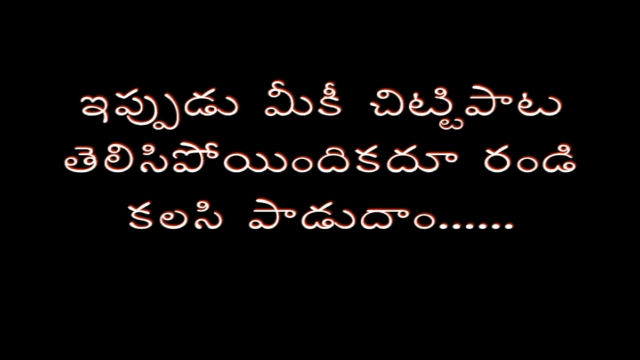 ఇప్పుడు మీకీ చిట్టిపాట
తెలిసిపోయిందికదూ రండి
కలసి పాడుదాం......